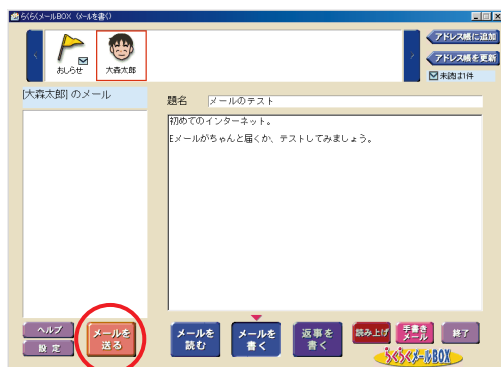 らくらくメールBOX （メールを書く）
おしらせ
大森太郎
アドレス帳に追加
アドレス帳を更新
未読は1件
[大森太郎] のメール
題名 メールのテスト
初めてのインターネット。
Eメールがちゃんと届くか、テストしてみましょう。
ヘルプ
設定
メールを
送る
メールを
読む
メールを
書く
返事を
書く
読み上げ
手書き
メール
終了
らくらくメールBOX